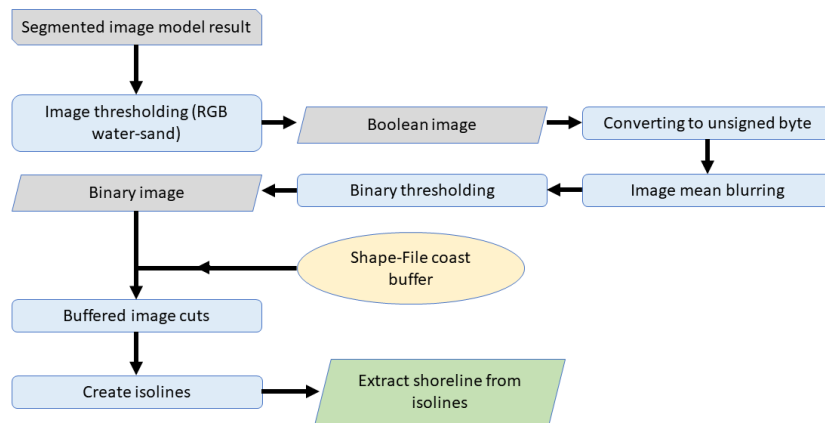 Segmented image model result
Image thresholding (RGB
water-sand)
Boolean image
Converting to unsigned byte
Binary image
Binary thresholding
Image mean blurring
Shape-File coast
buffer
Buffered image cuts
Create isolines
Extract shoreline from
isolines